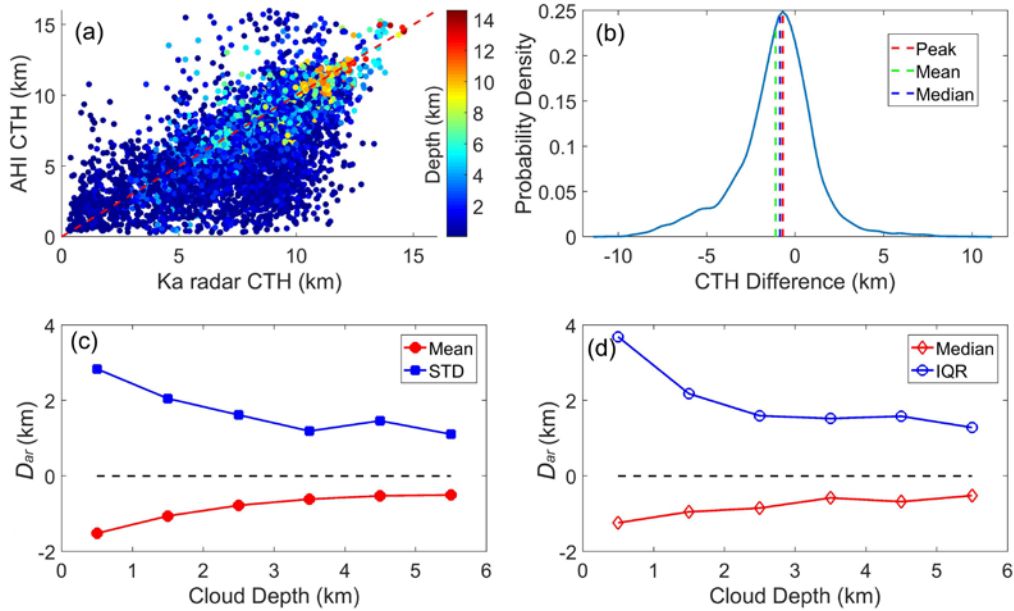 (a)
AHI CTH (km)
15
10
5
0
0 5 10 15
Ka radar CTH (km)
Depth (km)
14
12
10
8
6
4
2
(b)
Probability Density
0.25
0.2
0.15
0.1
0.05
0
-10 -5 0 5 10
CTH Difference (km)
Peak
Mean
Median
(c)
Dar (km)
4
2
0
-2
0 1 2 3 4 5 6
Cloud Depth (km)
Mean
STD
(d)
Dar (km)
4
2
0
-2
0 1 2 3 4 5 6
Cloud Depth (km)
Median
IQR